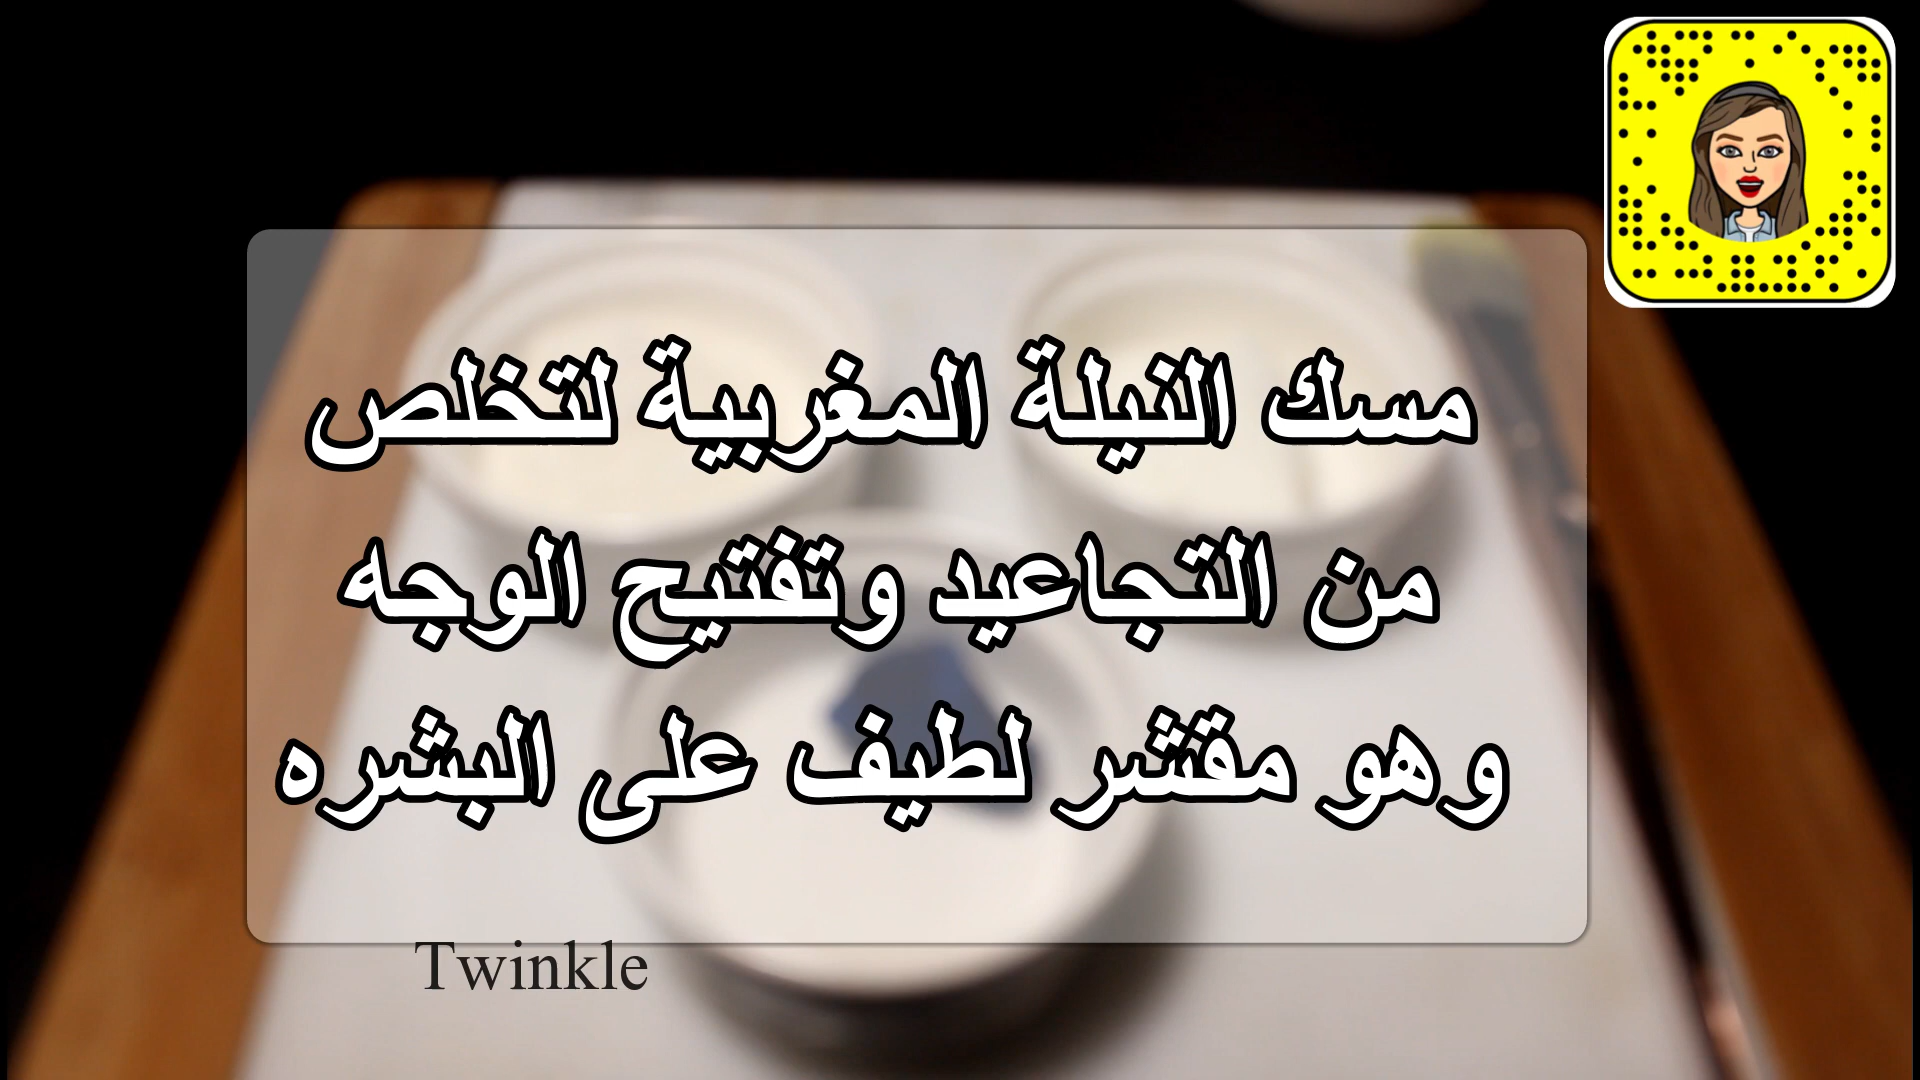 مسك النيلة المغربية لتخلص
من التجاعيد وتفتيح الوجه
وهو مقشر لطيف على البشره
Twinkle